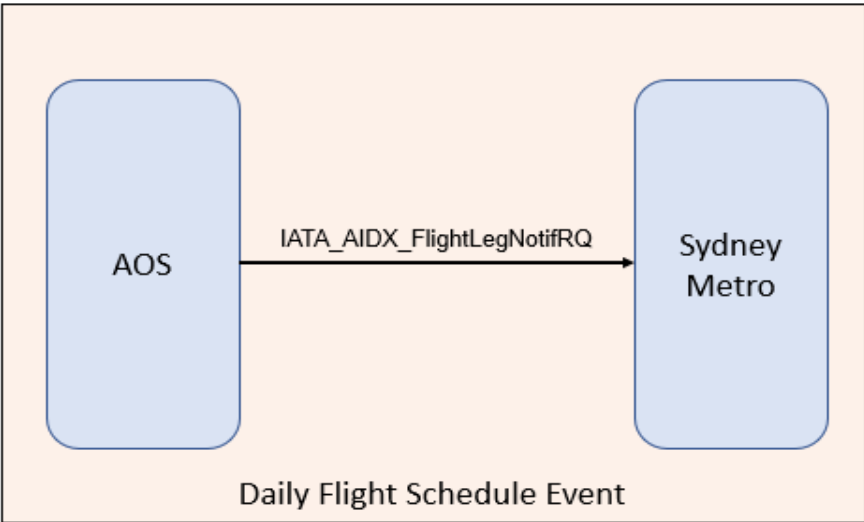 AOS
IATA_AIDX_FlightLegNotifRQ
Sydney
Metro
Daily Flight Schedule Event